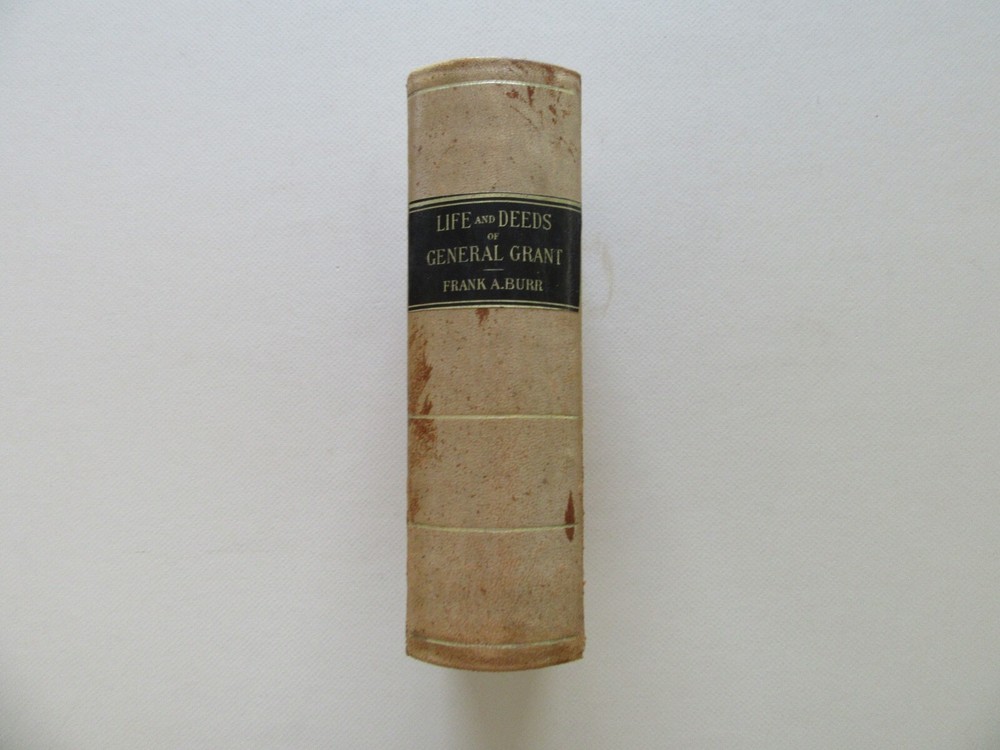 LIFE AND DEEDS
OF
GENERAL GRANT
FRANK A. BURR